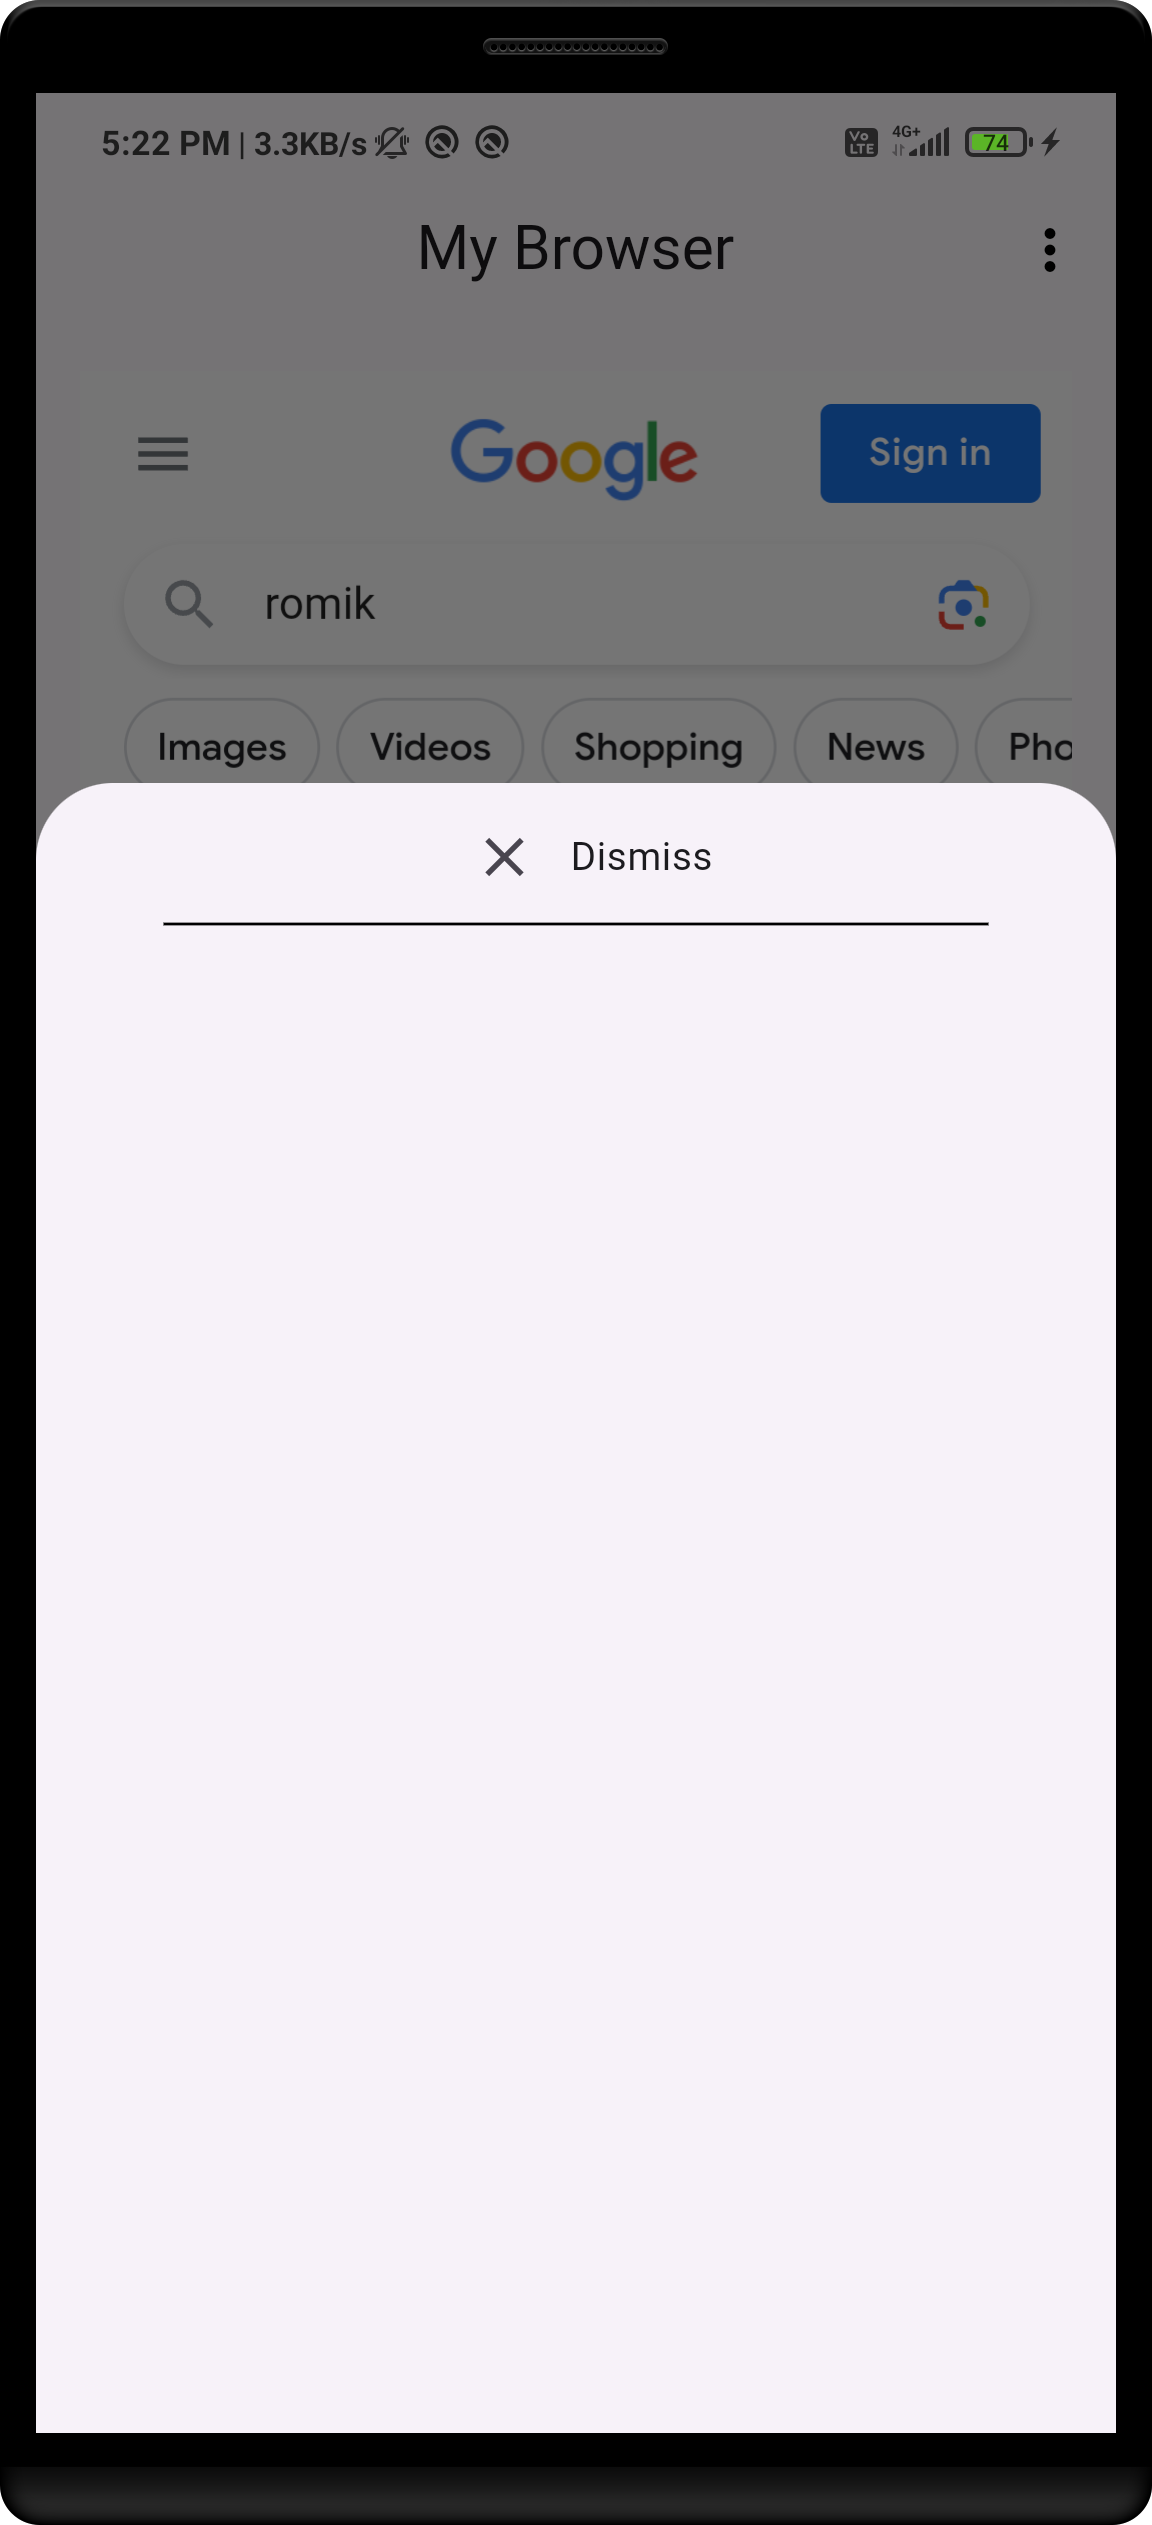 5:22 PM | 3.3KB/s Vo LTE 4G+ 74
My Browser
Google Sign in
romik
Images Videos Shopping News Pho
Dismiss